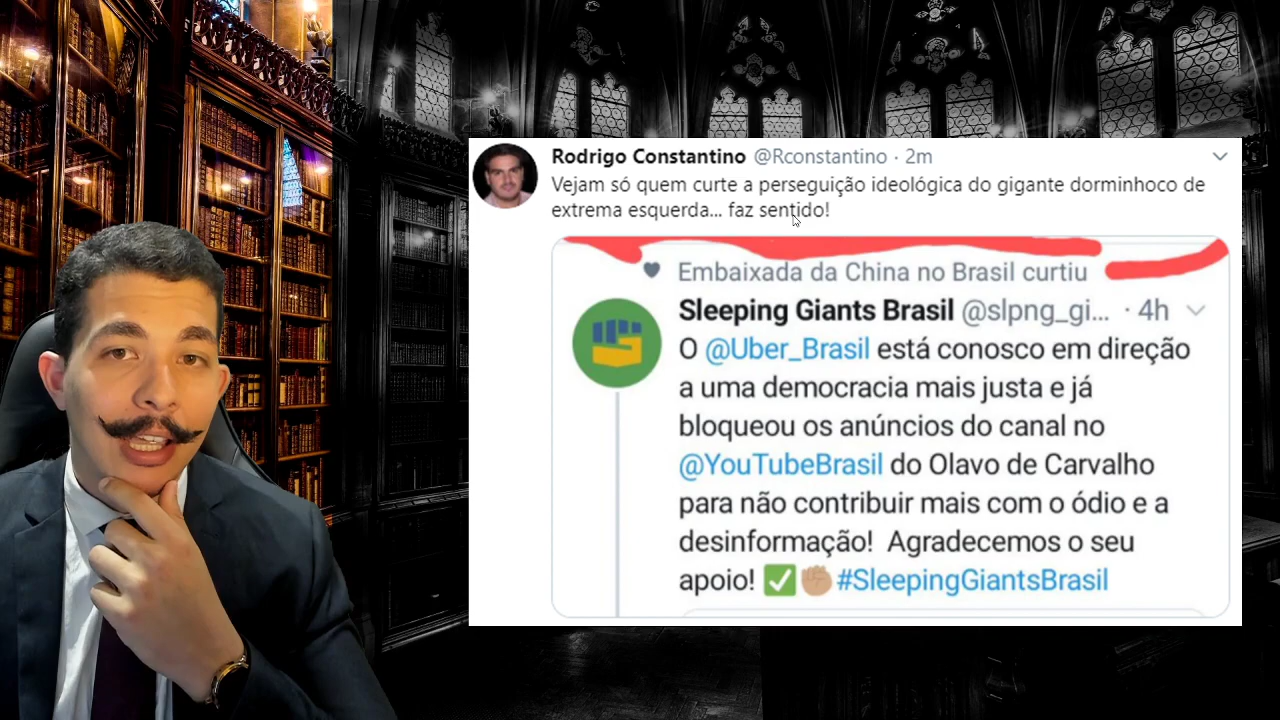 Rodrigo Constantino @Rconstantino · 2m
Vejam só quem curte a perseguição ideológica do gigante dorminhoco de
extrema esquerda... faz sentido!
Embaixada da China no Brasil curtiu
Sleeping Giants Brasil @slpng_gi... · 4h
O @Uber_Brasil está conosco em direção
a uma democracia mais justa e já
bloqueou os anúncios do canal no
@YouTubeBrasil do Olavo de Carvalho
para não contribuir mais com o ódio e a
desinformação! Agradecemos o seu
apoio! ✅✊🏽 #SleepingGiantsBrasil